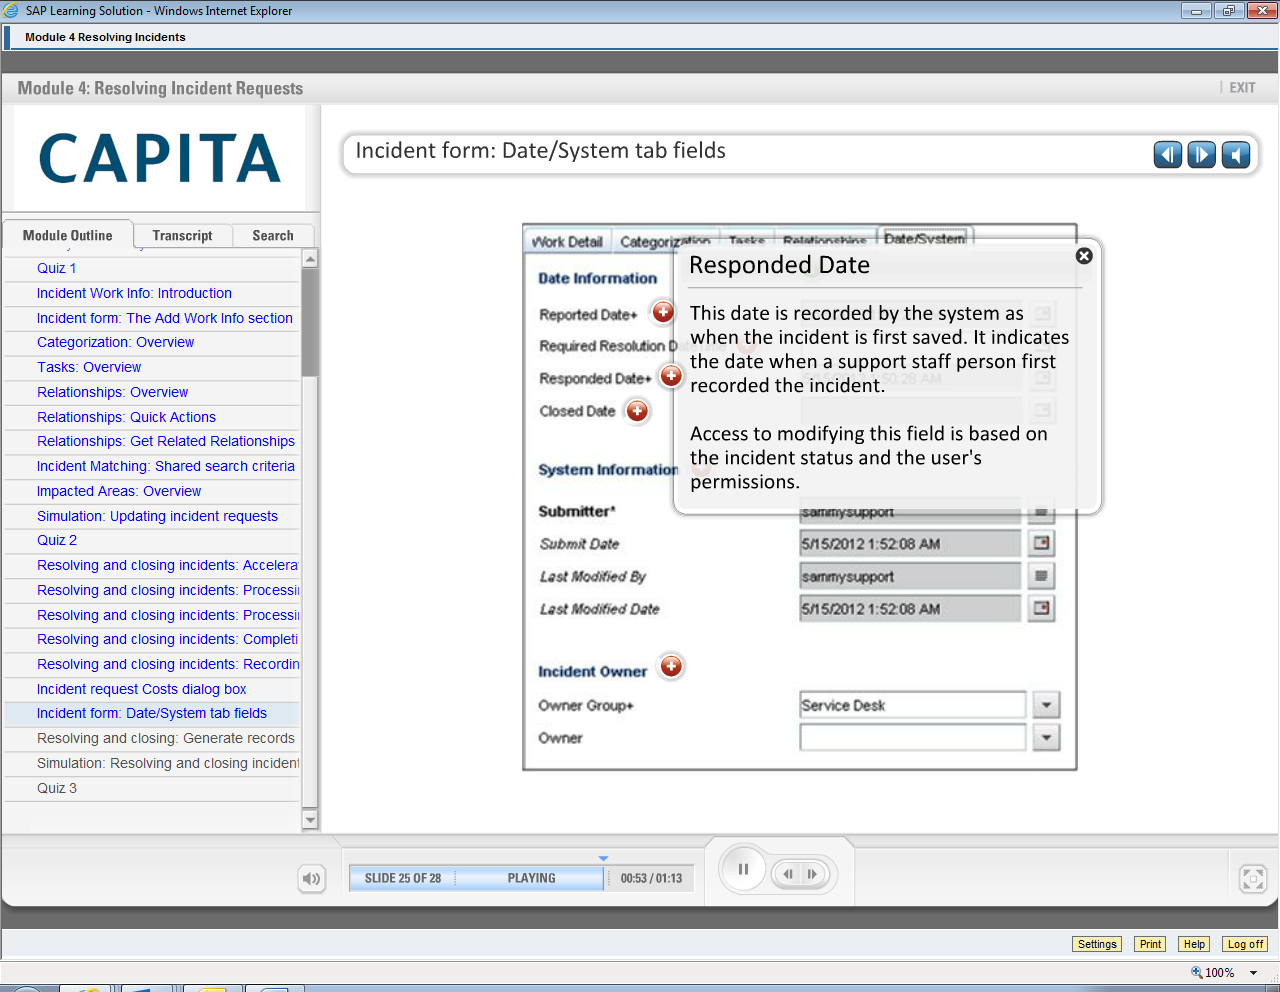 SAP Learning Solution - Windows Internet Explorer
Module 4 Resolving Incidents
Module 4: Resolving Incident Requests
EXIT
CAPITA
Module Outline
Transcript
Search
Quiz 1
Incident Work Info: Introduction
Incident form: The Add Work Info section
Categorization: Overview
Tasks: Overview
Relationships: Overview
Relationships: Quick Actions
Relationships: Get Related Relationships
Incident Matching: Shared search criteria
Impacted Areas: Overview
Simulation: Updating incident requests
Quiz 2
Resolving and closing incidents: Accelera
Resolving and closing incidents: Processi
Resolving and closing incidents: Processi
Resolving and closing incidents: Completi
Resolving and closing incidents: Recordin
Incident request Costs dialog box
Incident form: Date/System tab fields
Resolving and closing: Generate records
Simulation: Resolving and closing incident
Quiz 3
Incident form: Date/System tab fields
Work Detail
Categorization
Tasks
Relationships
Date/System
Date Information
Reported Date+
Required Resolution D
Responded Date+
Closed Date
Responded Date
This date is recorded by the system as
when the incident is first saved. It indicates
the date when a support staff person first
recorded the incident.
Access to modifying this field is based on
the incident status and the user's
permissions.
System Information
Submitter*
sammysupport
Submit Date
5/15/2012 1:52:08 AM
Last Modified By
sammysupport
Last Modified Date
5/15/2012 1:52:08 AM
Incident Owner
Owner Group+
Service Desk
Owner
SLIDE 25 OF 28
PLAYING
00:53 / 01:13
Settings
Print
Help
Log off
100%